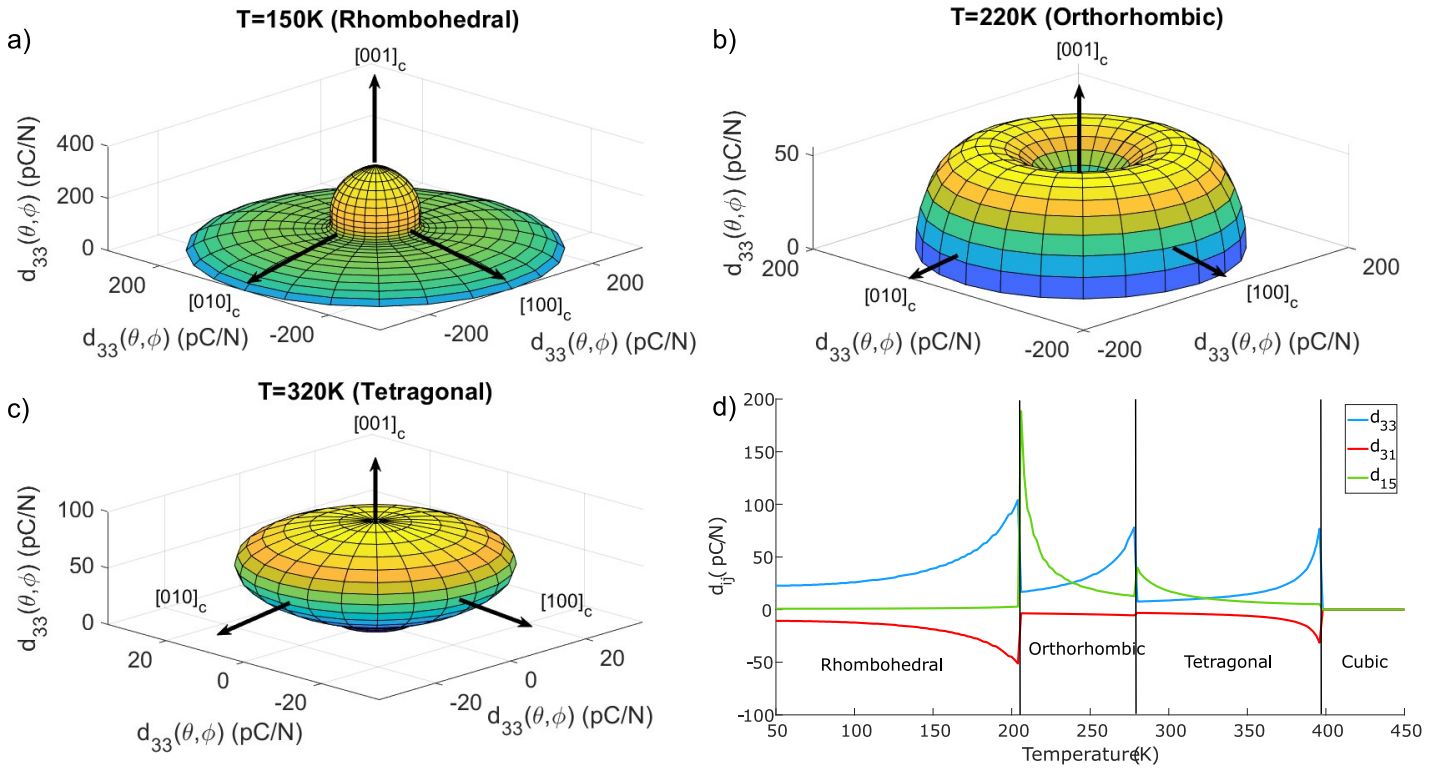 T=150K (Rhombohedral)
a)
[001]c
d33(θ,ϕ) (pC/N)
400
200
0
200
[010]c
-200
d33(θ,ϕ) (pC/N)
[100]c
200
-200
d33(θ,ϕ) (pC/N)
T=220K (Orthorhombic)
b)
[001]c
d33(θ,ϕ) (pC/N)
50
0
200
[010]c
-200
d33(θ,ϕ) (pC/N)
[100]c
200
-200
d33(θ,ϕ) (pC/N)
T=320K (Tetragonal)
c)
[001]c
d33(θ,ϕ) (pC/N)
100
50
0
[010]c
20
0
-20
d33(θ,ϕ) (pC/N)
[100]c
20
0
-20
d33(θ,ϕ) (pC/N)
d)
dij( pC/N)
200
150
100
50
0
-50
-100
d33
d31
d15
Rhombohedral
Orthorhombic
Tetragonal
Cubic
50
100
150
200
250
300
350
400
450
Temperature(K)